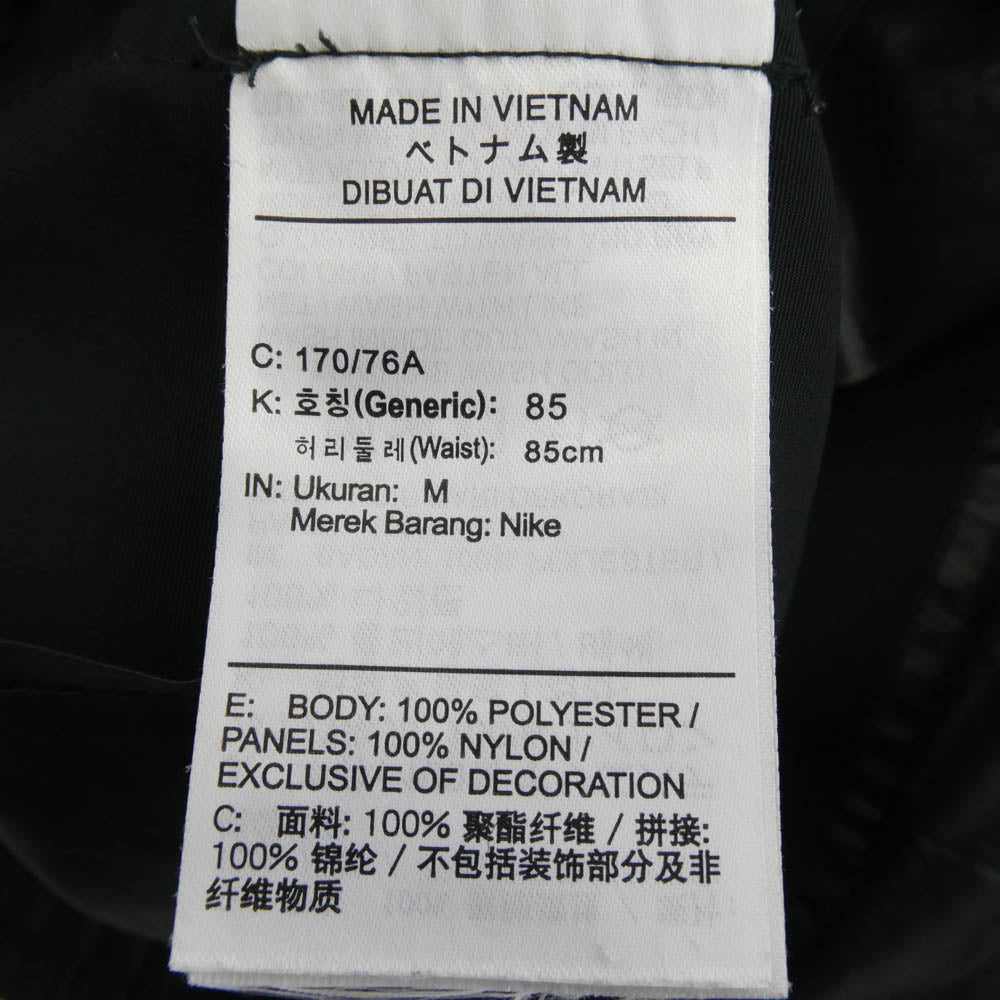 MADE IN VIETNAM
ベトナム製
DIBUAT DI VIETNAM
C: 170/76A
K: 호칭(Generic): 85
허리둘레(Waist): 85cm
IN: Ukuran: M
Merek Barang: Nike
E: BODY: 100% POLYESTER /
PANELS: 100% NYLON /
EXCLUSIVE OF DECORATION
C: 面料: 100% 聚酯纤维 / 拼接:
100% 锦纶 / 不包括装饰部分及非
纤维物质